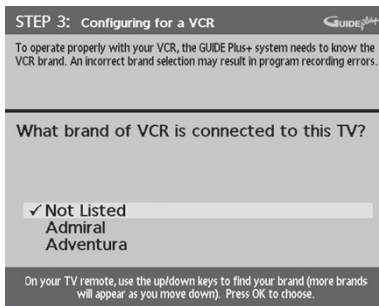 STEP 3: Configuring for a VCR GUIDEplus+
To operate properly with your VCR, the GUIDE Plus+ system needs to know the
VCR brand. An incorrect brand selection may result in program recording errors.
What brand of VCR is connected to this TV?
✓ Not Listed
Admiral
Adventura
On your TV remote, use the up/down keys to find your brand (more brands
will appear as you move down). Press OK to choose.